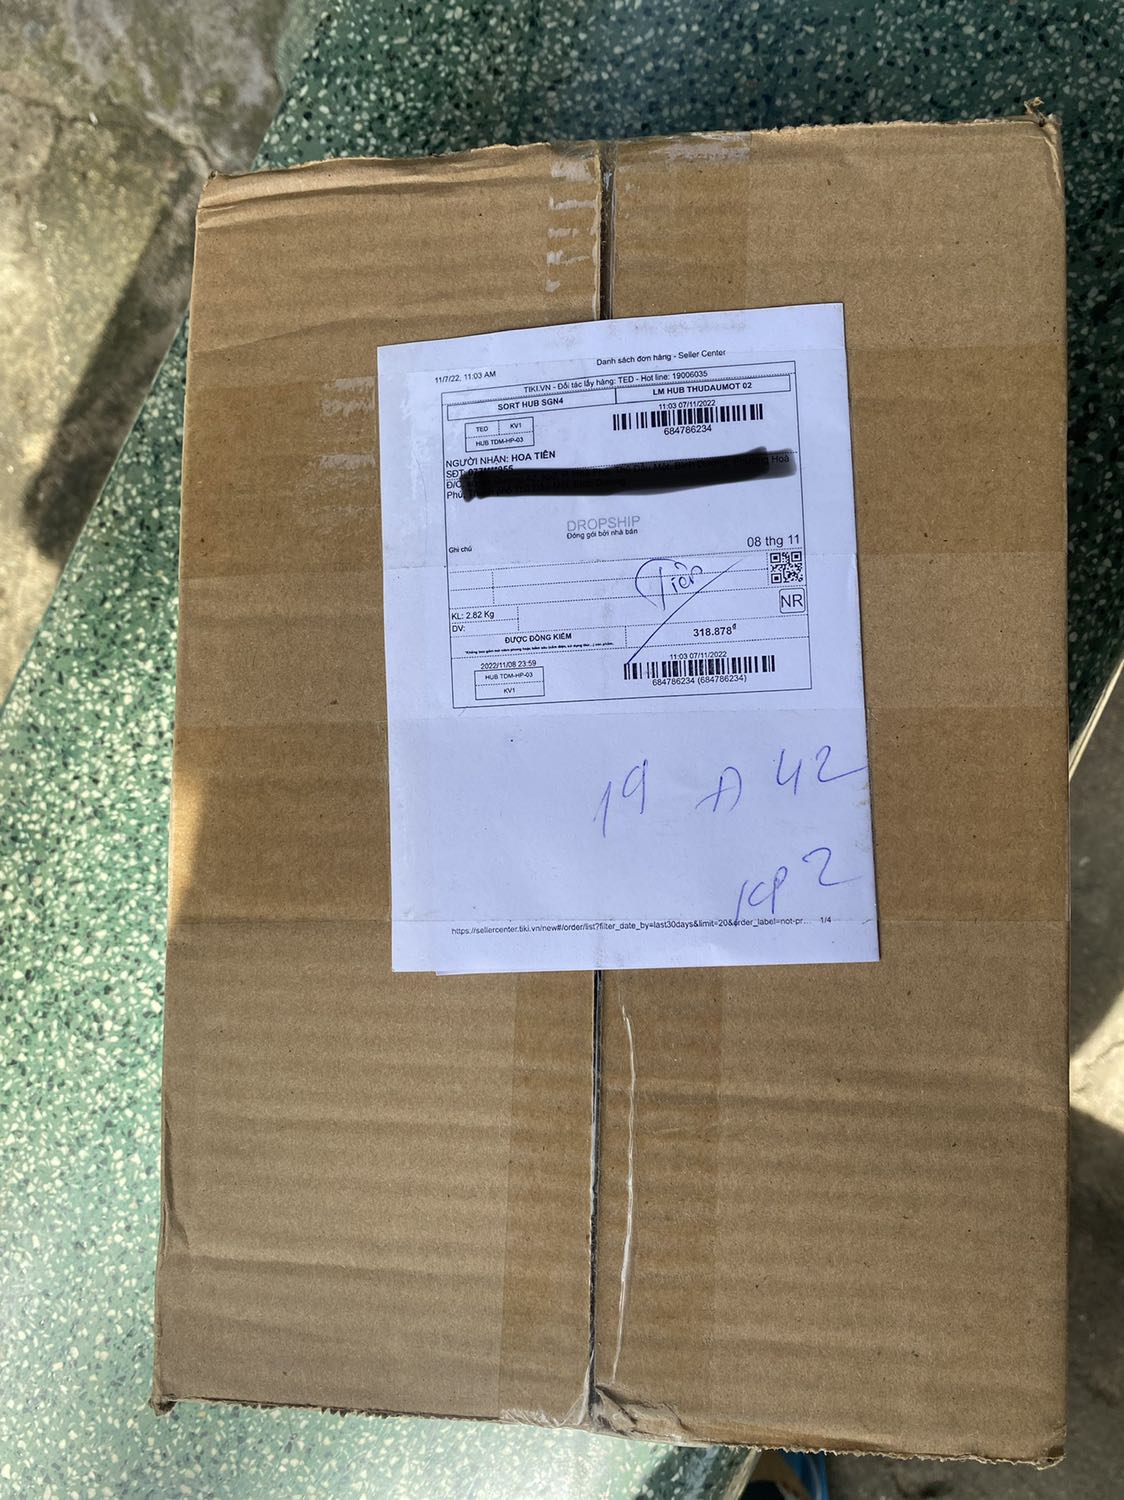 11/7/22, 11:03 AM
Danh sách đơn hàng - Seller Center
TIKI.VN - Đối tác lấy hàng: TED - Hot line: 19006035
SORT HUB SGN4
LM HUB THUDAUMOT 02
TED KV1
HUB TDM-HP-03
11:03 07/11/2022
684786234
NGƯỜI NHẬN: HOA TIÊN
SĐT:
Đ/C
Phú,
DROPSHIP
Đóng gói bởi nhà bán
Ghi chú
08 thg 11
Tiên
NR
KL: 2.82 Kg
DV:
ĐƯỢC ĐỒNG KIỂM
318.878đ
2022/11/08 23:59
HUB TDM-HP-03
KV1
11:03 07/11/2022
684786234 (684786234)
19 A 42
KP 2
https://sellercenter.tiki.vn/new#/order/list?filter_date_by=last30days&limit=20&order_label=not-pr... 1/4